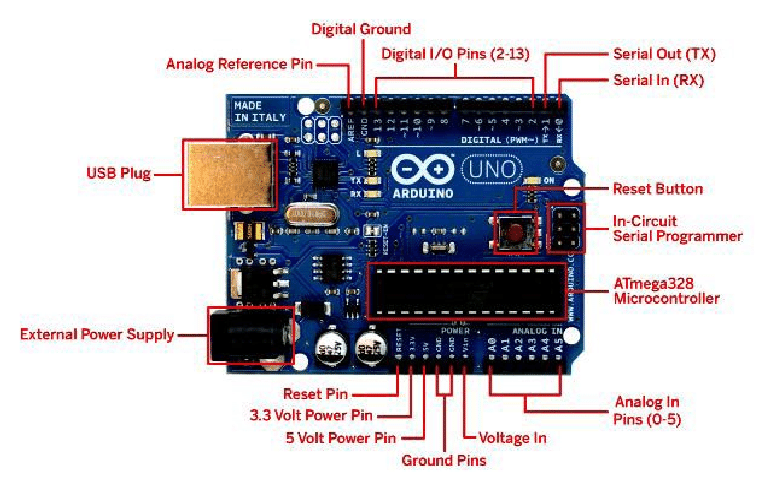 Digital Ground
Analog Reference Pin
Digital I/O Pins (2-13)
Serial Out (TX)
Serial In (RX)
MADE
IN ITALY
AREF
GND
13
12
~11
~10
~9
8
7
~6
~5
4
~3
2
TX→1
RX←0
DIGITAL (PWM~)
USB Plug
L
TX
RX
ARDUINO
UNO
ON
Reset Button
In-Circuit
Serial Programmer
RESET-EN
ATmega328
Microcontroller
External Power Supply
POWER
ANALOG IN
RESET
3.3V
5V
GND
GND
Vin
A0
A1
A2
A3
A4
A5
Reset Pin
3.3 Volt Power Pin
5 Volt Power Pin
Ground Pins
Voltage In
Analog In
Pins (0-5)